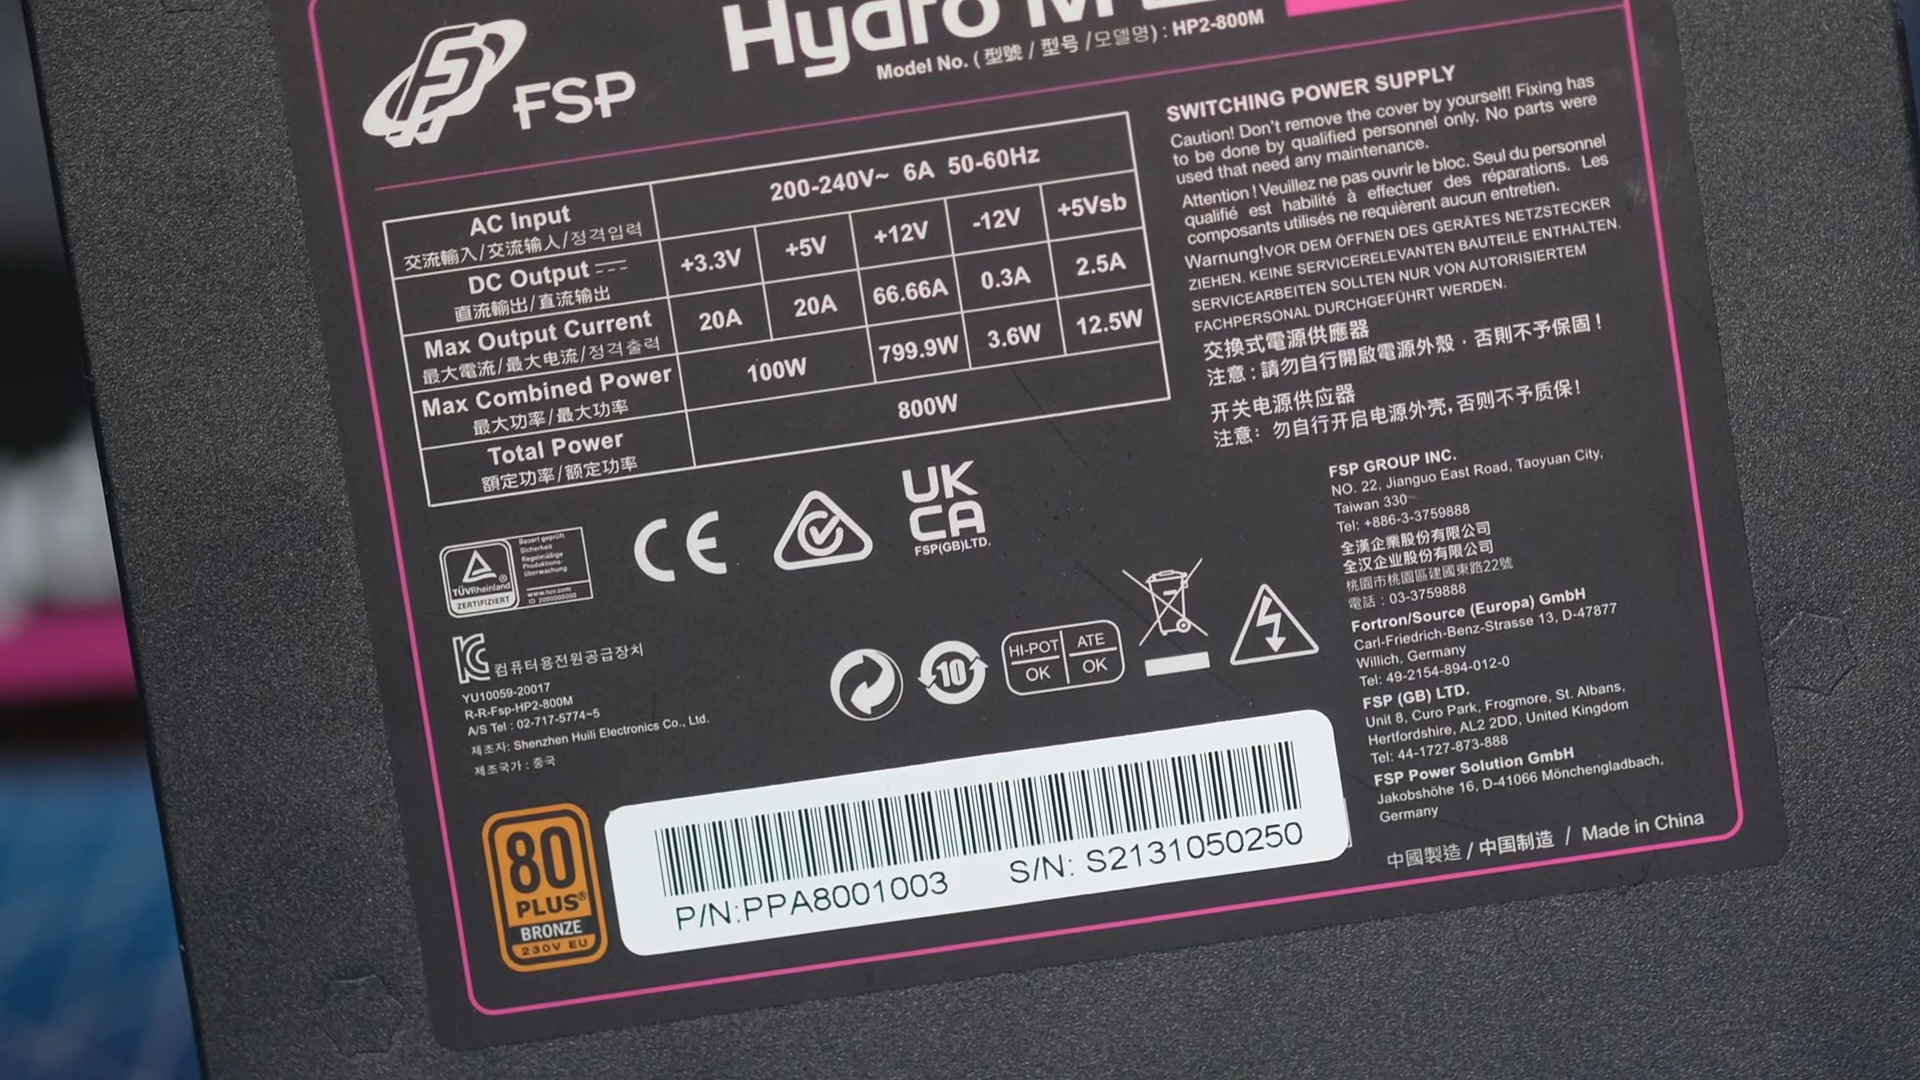 FSP
Hydro
Model No. (型號 / 型号 /모델명) : HP2-800M
AC Input 200-240V~ 6A 50-60Hz
交流輸入/交流输入/정격입력
DC Output +3.3V +5V +12V -12V +5Vsb
直流輸出/直流输出
Max Output Current 20A 20A 66.66A 0.3A 2.5A
最大電流/最大电流/정격출력
Max Combined Power 100W 799.9W 3.6W 12.5W
最大功率/最大功率
Total Power 800W
額定功率/额定功率
SWITCHING POWER SUPPLY
Caution! Don't remove the cover by yourself! Fixing has
to be done by qualified personnel only. No parts were
used that need any maintenance.
Attention ! Veuillez ne pas ouvrir le bloc. Seul du personnel
qualifié est habilité à effectuer des réparations. Les
composants utilisés ne requièrent aucun entretien.
Warnung!VOR DEM ÖFFNEN DES GERÄTES NETZSTECKER
ZIEHEN. KEINE SERVICERELEVANTEN BAUTEILE ENTHALTEN.
SERVICEARBEITEN SOLLTEN NUR VON AUTORISIERTEM
FACHPERSONAL DURCHGEFÜHRT WERDEN.
交換式電源供應器
注意 : 請勿自行開啟電源外殼，否則不予保固！
开关电源供应器
注意： 勿自行开启电源外壳, 否则不予质保！
FSP GROUP INC.
NO. 22, Jianguo East Road, Taoyuan City,
Taiwan 330
Tel: +886-3-3759888
全漢企業股份有限公司
全汉企业股份有限公司
桃園市桃園區建國東路22號
電話 : 03-3759888
Fortron/Source (Europa) GmbH
Carl-Friedrich-Benz-Strasse 13, D-47877
Willich, Germany
Tel: 49-2154-894-012-0
FSP (GB) LTD.
Unit 8, Curo Park, Frogmore, St. Albans,
Hertfordshire, AL2 2DD, United Kingdom
Tel: 44-1727-873-888
FSP Power Solution GmbH
Jakobshöhe 16, D-41066 Mönchengladbach,
Germany
中國製造 / 中国制造 / Made in China
TÜVRheinland®
ZERTIFIZIERT
Bauart geprüft
Sicherheit
Regelmäßige
Produktions-
überwachung
www.tuv.com
ID 2000000000
CE
UK
CA
FSP(GB)LTD.
컴퓨터용전원공급장치
YU10059-20017
R-R-Fsp-HP2-800M
A/S Tel : 02-717-5774~5
제조자: Shenzhen Huili Electronics Co., Ltd.
제조국가 : 중국
10
HI-POT ATE
OK OK
80
PLUS®
BRONZE
230V EU
P/N:PPA8001003 S/N: S2131050250